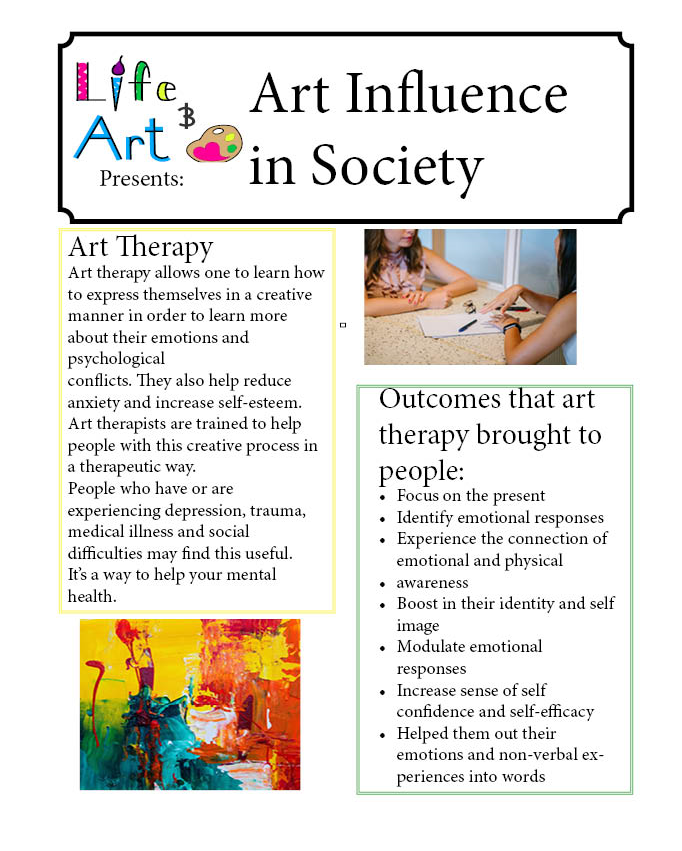 Life
&
Art
Presents:
Art Influence
in Society
Art Therapy
Art therapy allows one to learn how
to express themselves in a creative
manner in order to learn more
about their emotions and
psychological
conflicts. They also help reduce
anxiety and increase self-esteem.
Art therapists are trained to help
people with this creative process in
a therapeutic way.
People who have or are
experiencing depression, trauma,
medical illness and social
difficulties may find this useful.
It's a way to help your mental
health.
Outcomes that art
therapy brought to
people:
• Focus on the present
• Identify emotional responses
• Experience the connection of
emotional and physical
• awareness
• Boost in their identity and self
image
• Modulate emotional
responses
• Increase sense of self
confidence and self-efficacy
• Helped them out their
emotions and non-verbal ex-
periences into words